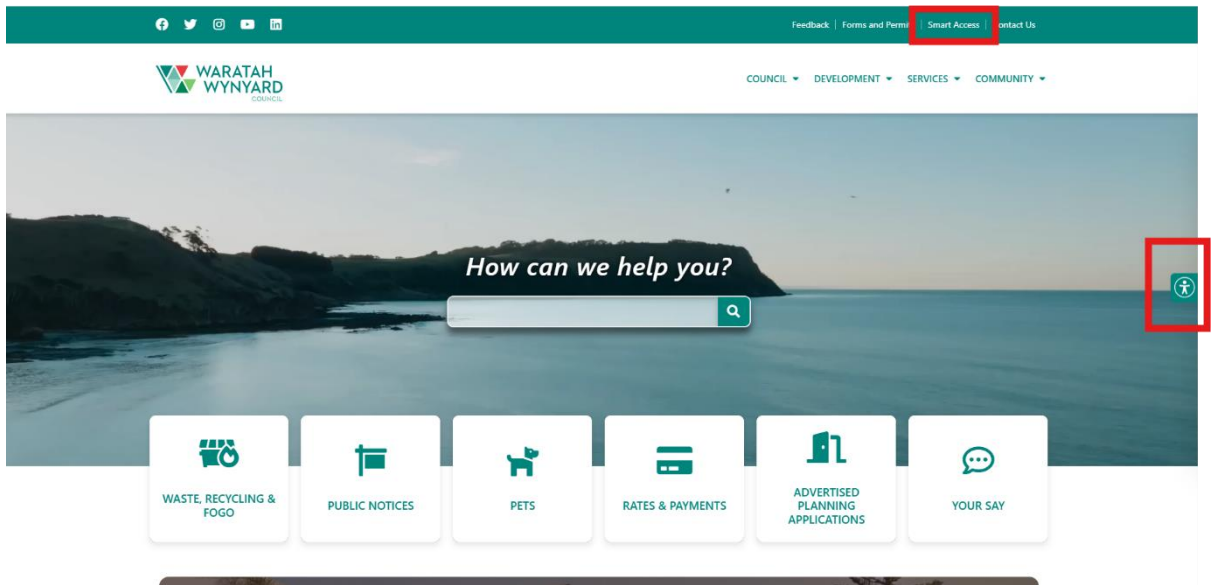 Feedback | Forms and Permi | Smart Access | ontact Us
WARATAH
WYNYARD
COUNCIL
COUNCIL DEVELOPMENT SERVICES COMMUNITY
How can we help you?
WASTE, RECYCLING &
FOGO
PUBLIC NOTICES
PETS
RATES & PAYMENTS
ADVERTISED
PLANNING
APPLICATIONS
YOUR SAY